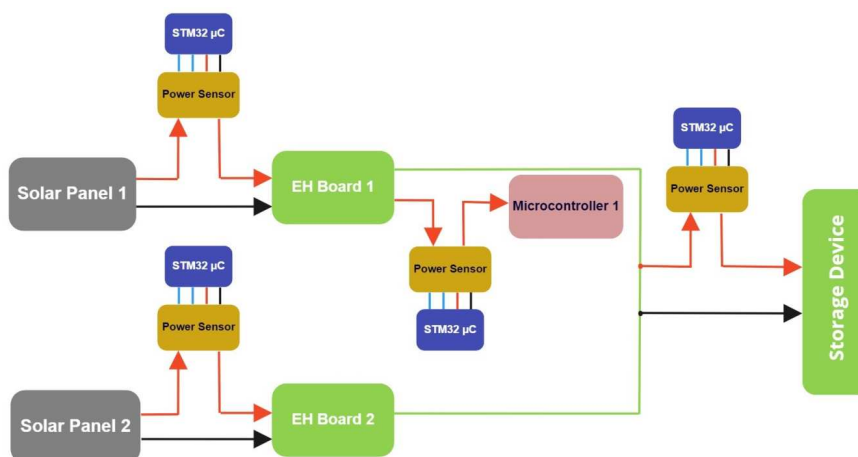 STM32 µC
Power Sensor
STM32 µC
Power Sensor
Solar Panel 1
EH Board 1
Microcontroller 1
Power Sensor
STM32 µC
STM32 µC
Power Sensor
Solar Panel 2
EH Board 2
Storage Device